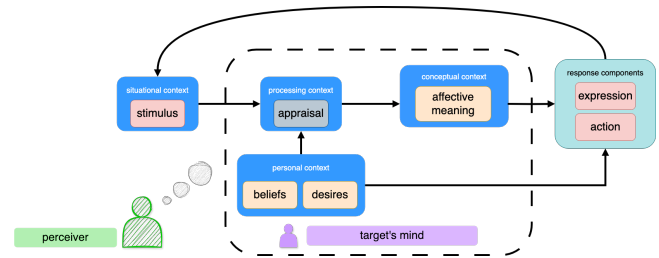 situational context
stimulus
processing context
appraisal
conceptual context
affective
meaning
response components
expression
action
personal context
beliefs
desires
perceiver
target's mind